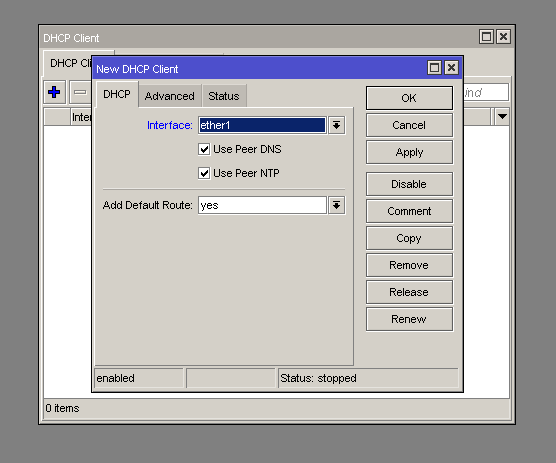 DHCP Client
DHCP Cli
New DHCP Client
DHCP Advanced Status
Inter
Interface: ether1
Use Peer DNS
Use Peer NTP
Add Default Route: yes
OK
Cancel
Apply
Disable
Comment
Copy
Remove
Release
Renew
enabled
Status: stopped
0 items